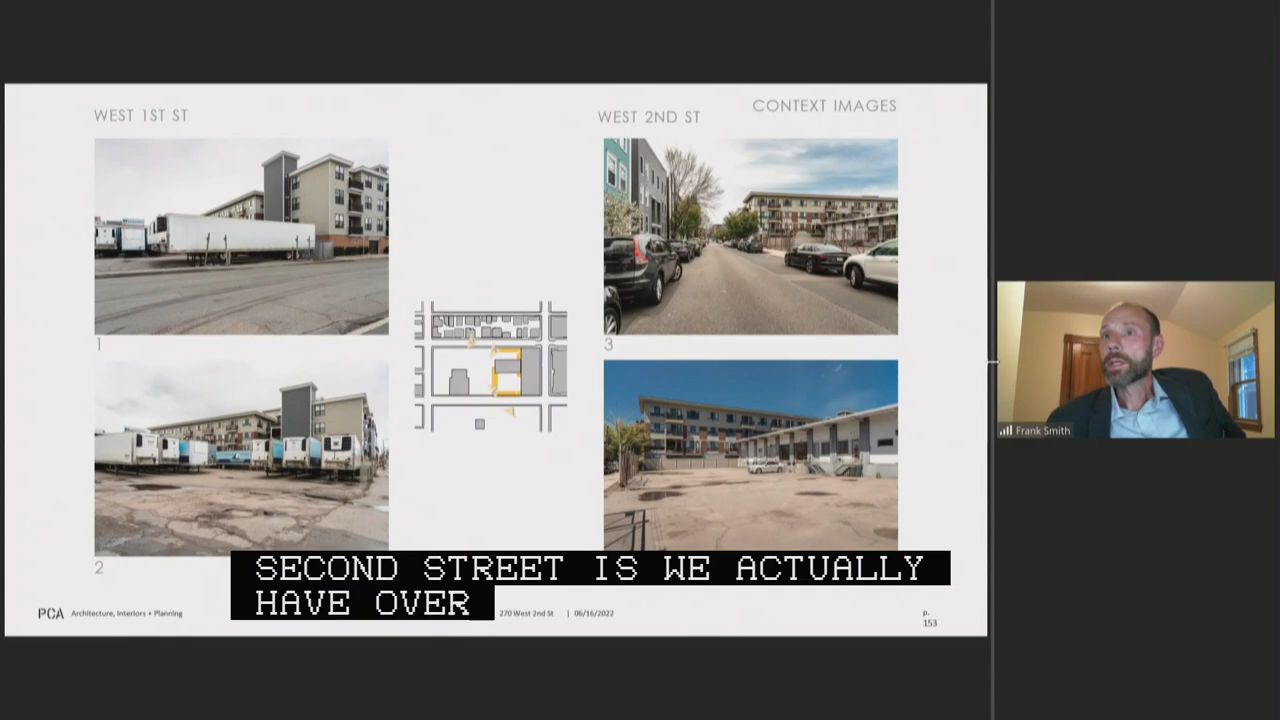 WEST 1ST ST
WEST 2ND ST
CONTEXT IMAGES
1
3
2
SECOND STREET IS WE ACTUALLY
HAVE OVER
PCA Architecture, Interiors + Planning
270 West 2nd St | 06/16/2022
p.
153
Frank Smith